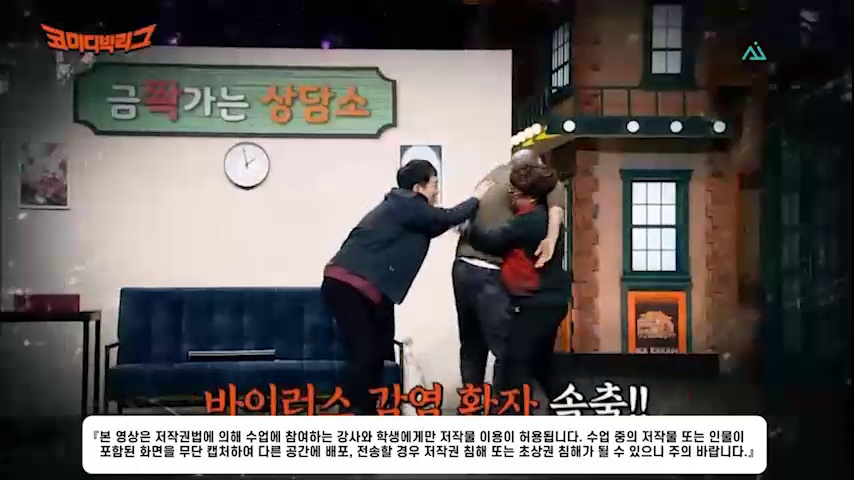 코미디빅리그
금쪽가는 상담소
ICE CREAM
바이러스 감염 환자 속출!!
『본 영상은 저작권법에 의해 수업에 참여하는 강사와 학생에게만 저작물 이용이 허용됩니다. 수업 중의 저작물 또는 인물이
포함된 화면을 무단 캡처하여 다른 공간에 배포, 전송할 경우 저작권 침해 또는 초상권 침해가 될 수 있으니 주의 바랍니다.』